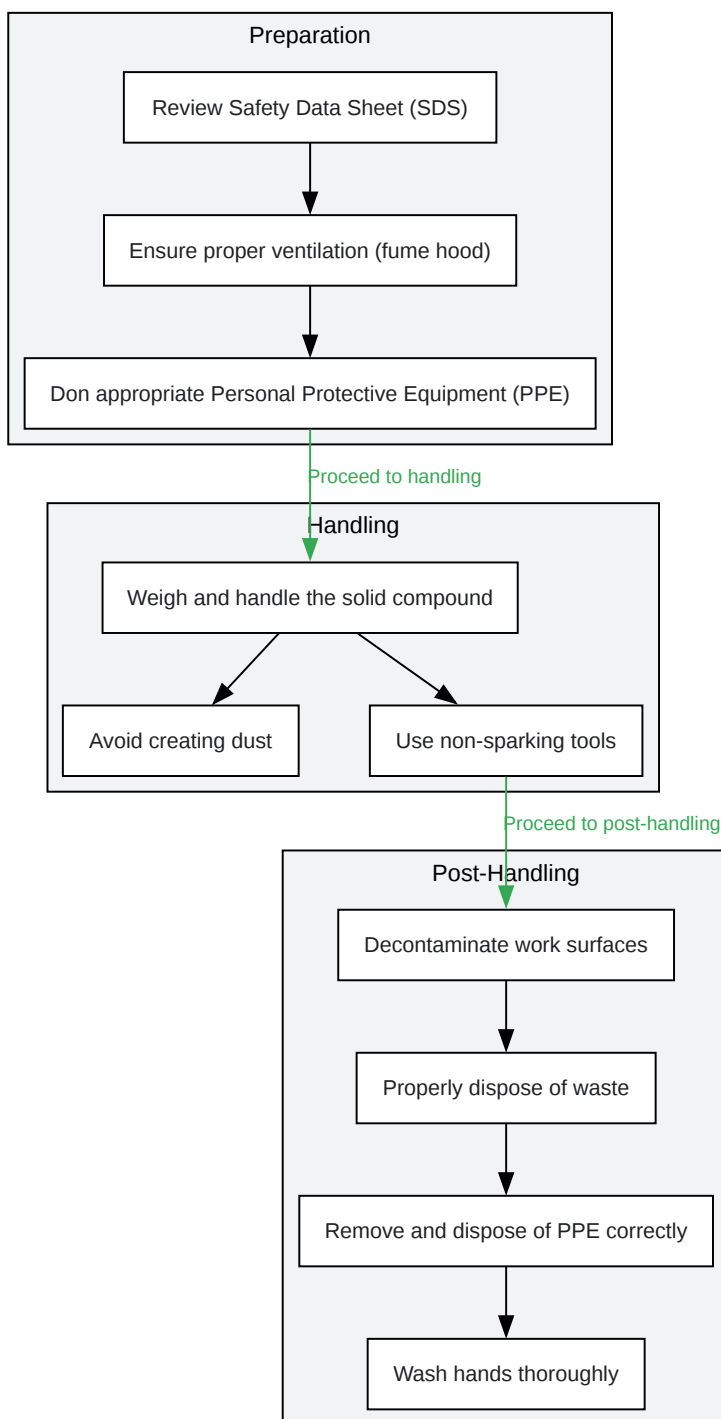 Preparation
Review Safety Data Sheet (SDS)
Ensure proper ventilation (fume hood)
Don appropriate Personal Protective Equipment (PPE)
Proceed to handling
Handling
Weigh and handle the solid compound
Avoid creating dust
Use non-sparking tools
Proceed to post-handling
Post-Handling
Decontaminate work surfaces
Properly dispose of waste
Remove and dispose of PPE correctly
Wash hands thoroughly